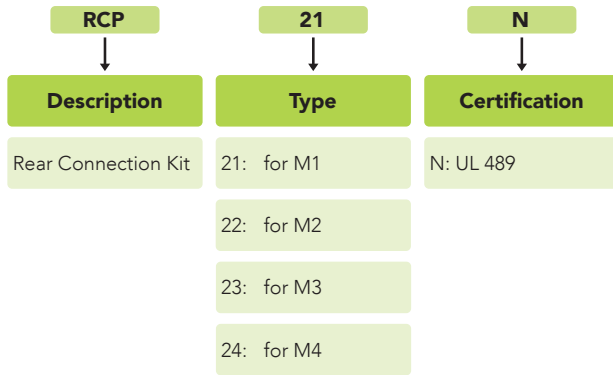 RCP 21 N
Description Type Certification
Rear Connection Kit 21: for M1 N: UL 489
22: for M2
23: for M3
24: for M4